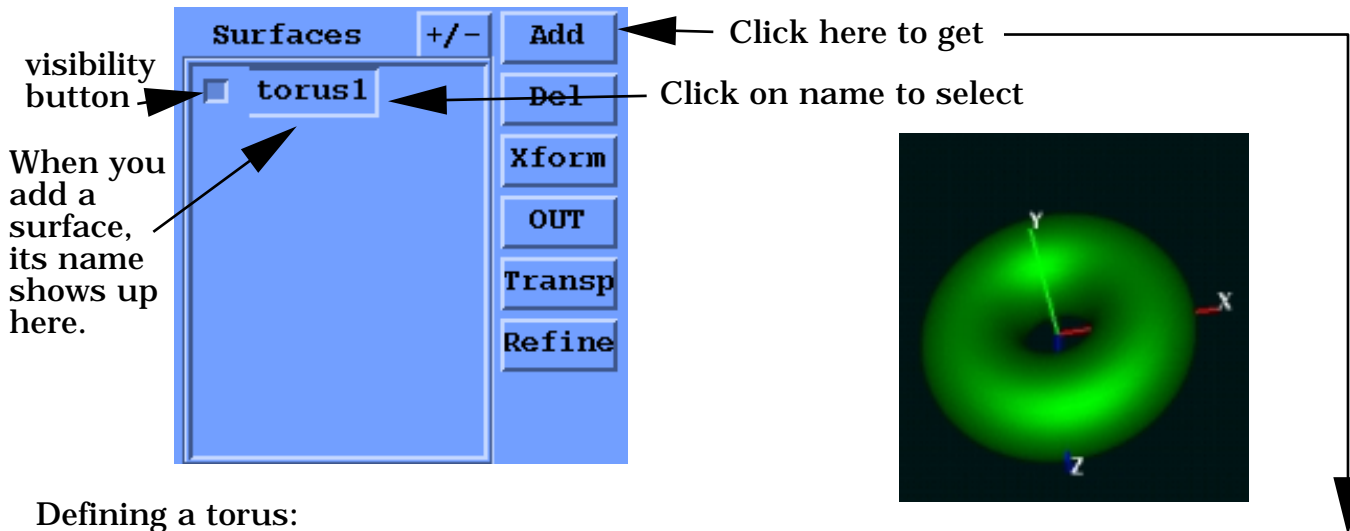 Surfaces +/- Add
Click here to get
visibility
button
torus1
Del
Click on name to select
When you
add a
surface,
its name
shows up
here.
Xform
OUT
Transp
Refine
Y
X
Z
Defining a torus: